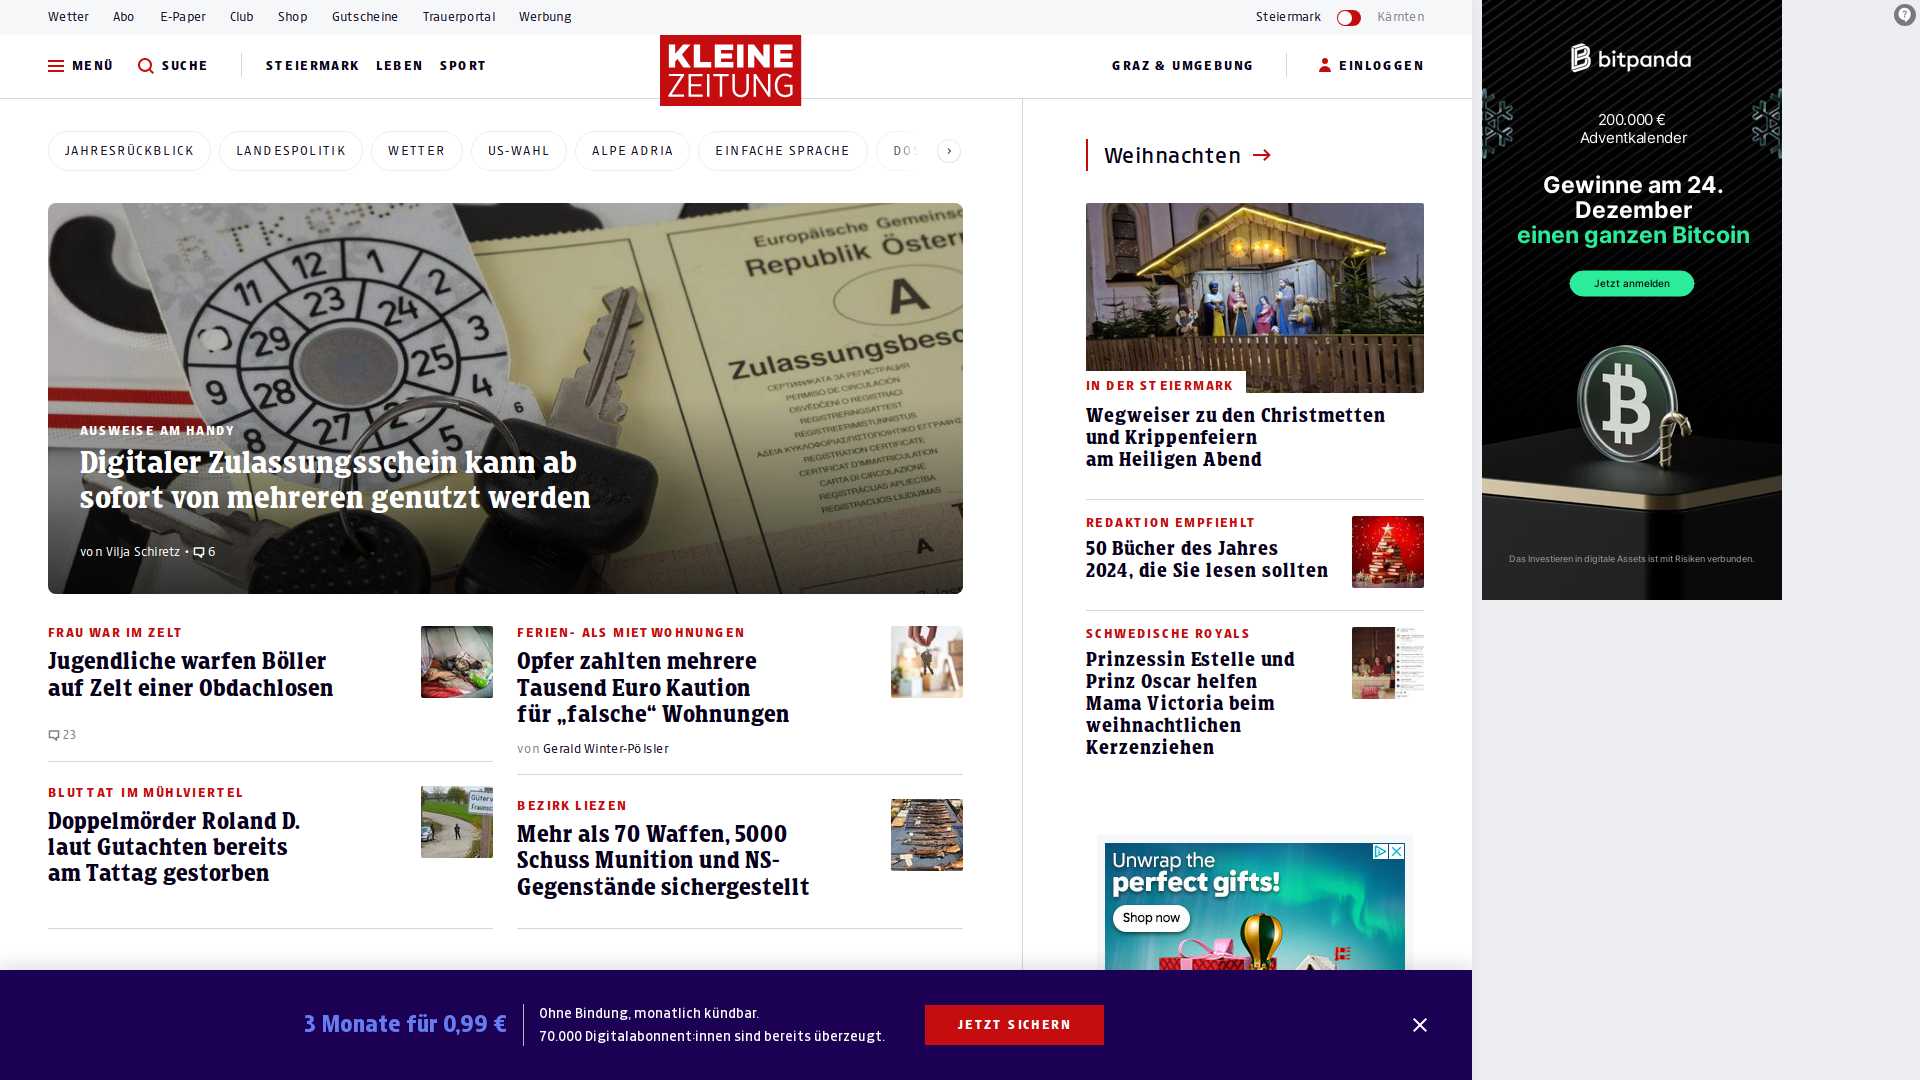 Wetter Abo E-Paper Club Shop Gutscheine Trauerportal Werbung
Steiermark Kärnten
MENÜ SUCHE STEIERMARK LEBEN SPORT
KLEINE
ZEITUNG
GRAZ & UMGEBUNG EINLOGGEN
JAHRESRÜCKBLICK LANDESPOLITIK WETTER US-WAHL ALPE ADRIA EINFACHE SPRACHE
Europäische Gemeinsc
Republik Österr
A
Zulassungsbesc
AUSWEISE AM HANDY
Digitaler Zulassungsschein kann ab
sofort von mehreren genutzt werden
von Vilja Schiretz • 6
FRAU WAR IM ZELT
Jugendliche warfen Böller
auf Zelt einer Obdachlosen
23
BLUTTAT IM MÜHLVIERTEL
Doppelmörder Roland D.
laut Gutachten bereits
am Tattag gestorben
FERIEN- ALS MIETWOHNUNGEN
Opfer zahlten mehrere
Tausend Euro Kaution
für „falsche“ Wohnungen
von Gerald Winter-Pölsler
BEZIRK LIEZEN
Mehr als 70 Waffen, 5000
Schuss Munition und NS-
Gegenstände sichergestellt
Weihnachten
IN DER STEIERMARK
Wegweiser zu den Christmetten
und Krippenfeiern
am Heiligen Abend
REDAKTION EMPFIEHLT
50 Bücher des Jahres
2024, die Sie lesen sollten
SCHWEDISCHE ROYALS
Prinzessin Estelle und
Prinz Oscar helfen
Mama Victoria beim
weihnachtlichen
Kerzenziehen
Unwrap the
perfect gifts!
Shop now
bitpanda
200.000 €
Adventkalender
Gewinne am 24.
Dezember
einen ganzen Bitcoin
Jetzt anmelden
Das Investieren in digitale Assets ist mit Risiken verbunden.
3 Monate für 0,99 €
Ohne Bindung, monatlich kündbar.
70.000 Digitalabonnent:innen sind bereits überzeugt.
JETZT SICHERN